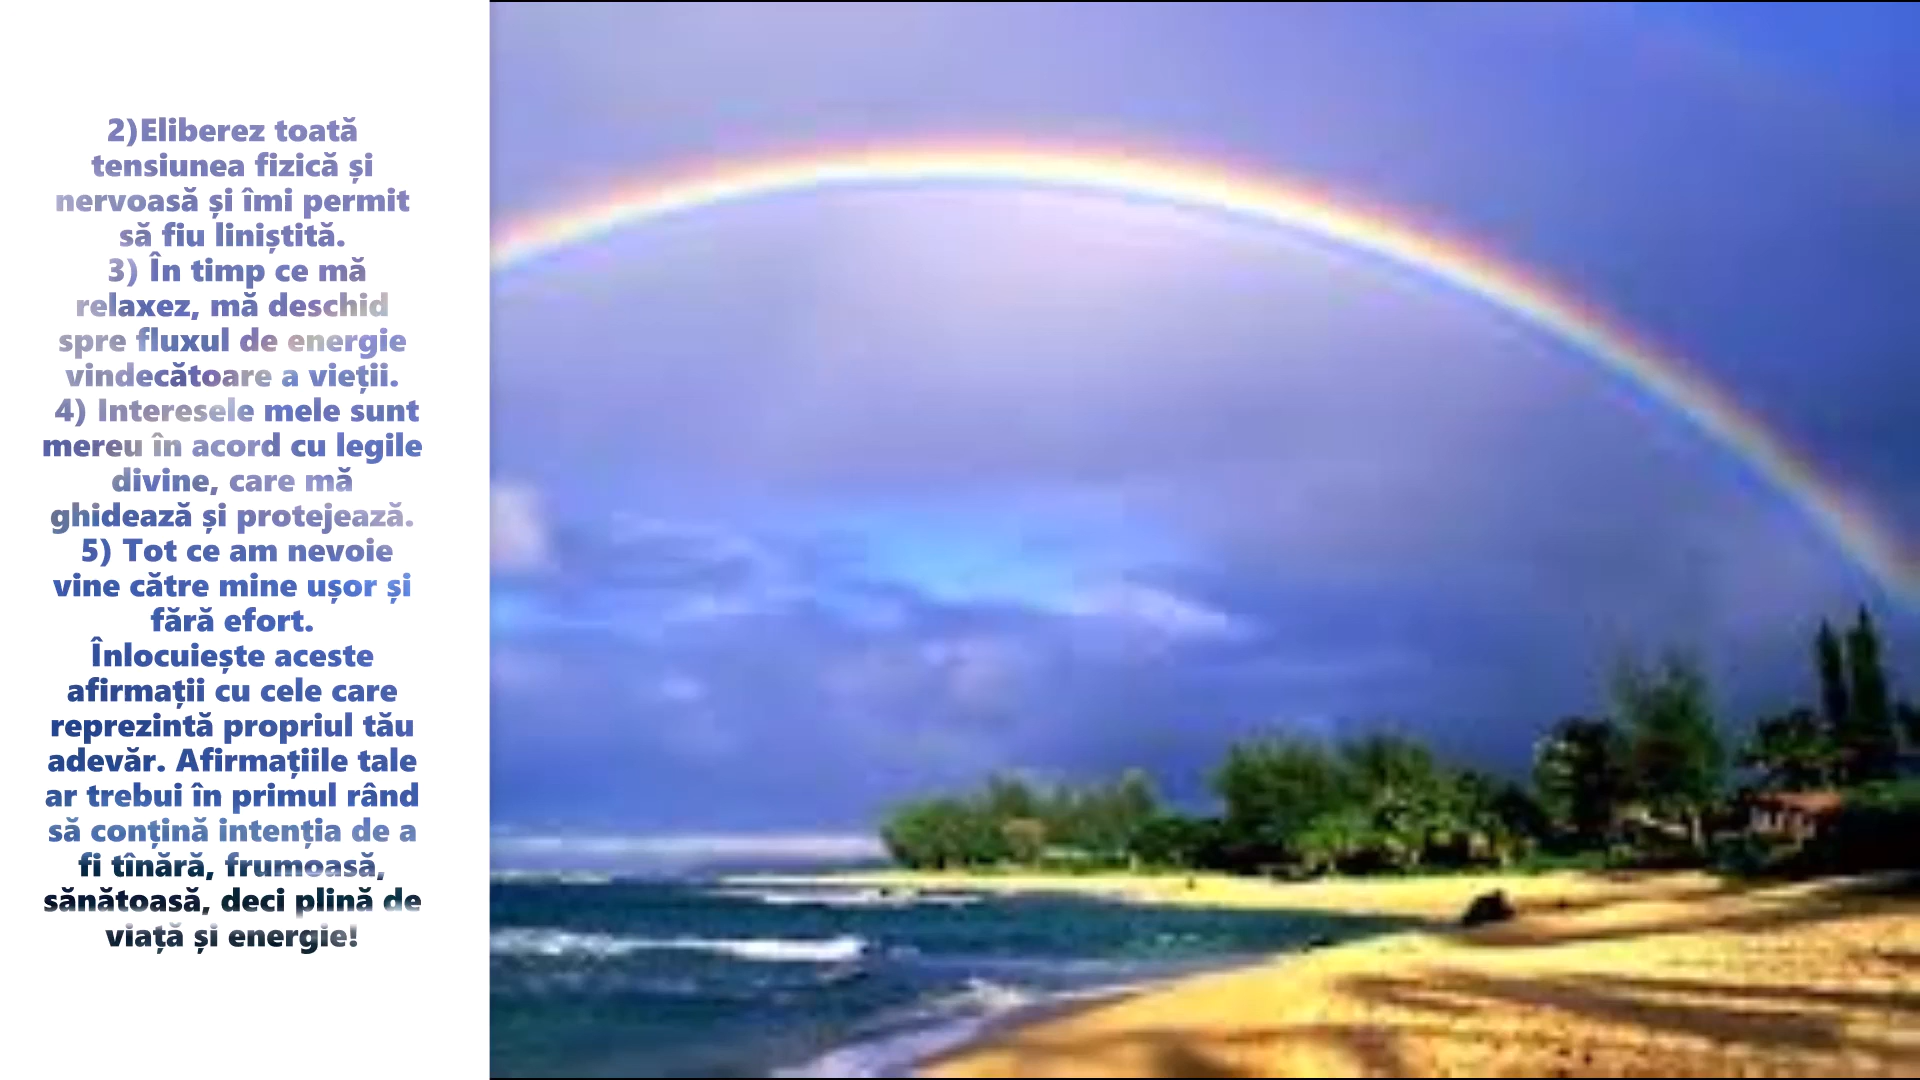 2)Eliberez toată
tensiunea fizică și
nervoasă și îmi permit
să fiu liniștită.
3) În timp ce mă
relaxez, mă deschid
spre fluxul de energie
vindecătoare a vieții.
4) Interesele mele sunt
mereu în acord cu legile
divine, care mă
ghidează și protejează.
5) Tot ce am nevoie
vine către mine ușor și
fără efort.
Înlocuiește aceste
afirmații cu cele care
reprezintă propriul tău
adevăr. Afirmațiile tale
ar trebui în primul rând
să conțină intenția de a
fi tînără, frumoasă,
sănătoasă, deci plină de
viață și energie!